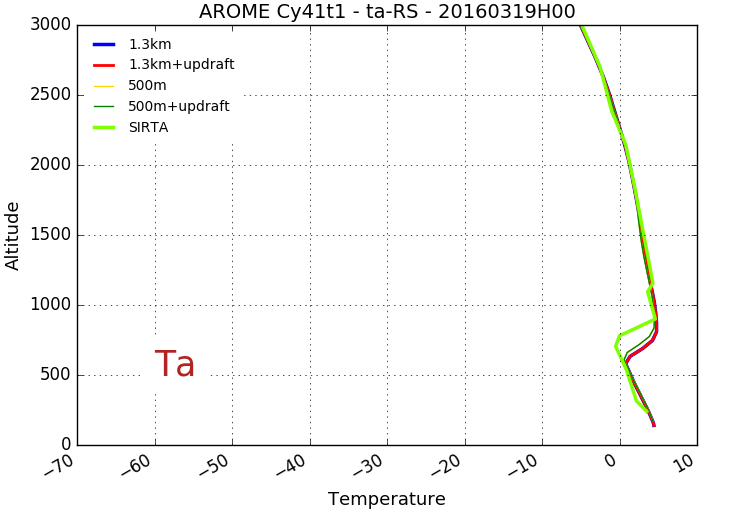 AROME Cy41t1 - ta-RS - 20160319H00
3000
2500
2000
1500
1000
500
0
Altitude
1.3km
1.3km+updraft
500m
500m+updraft
SIRTA
Ta
−70
−60
−50
−40
−30
−20
−10
0
10
Temperature